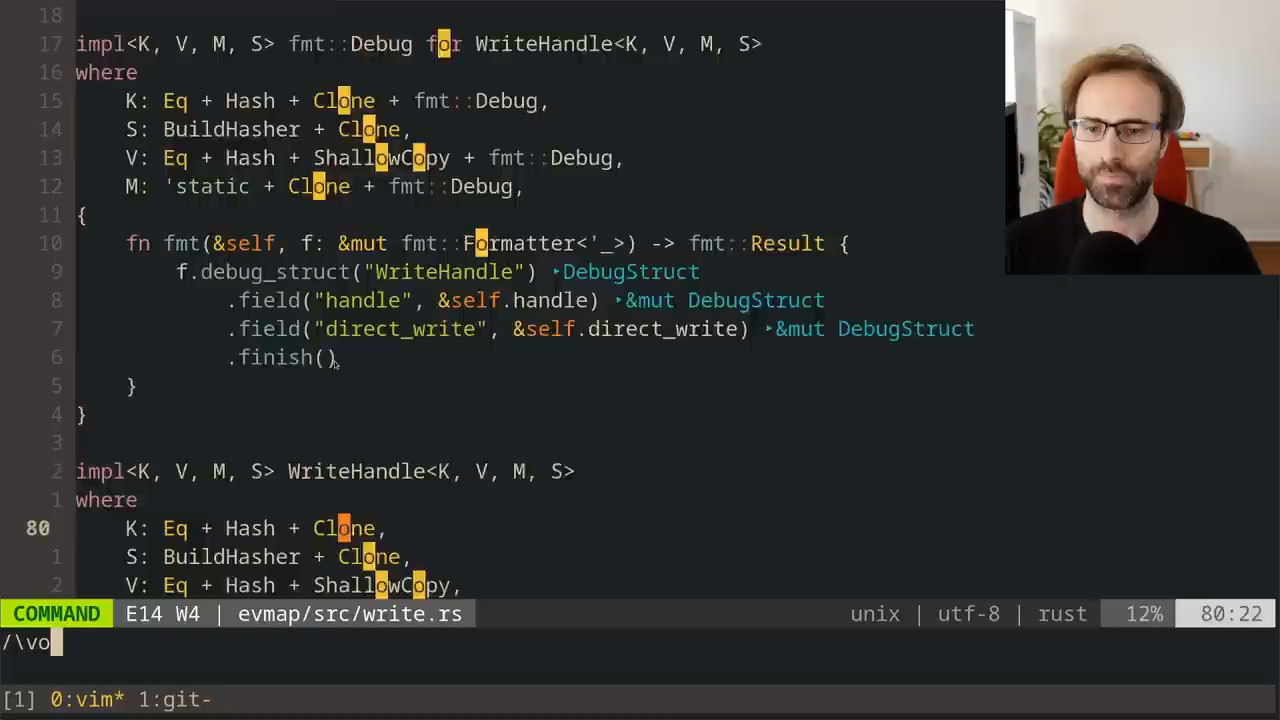 18
17 impl<K, V, M, S> fmt::Debug for WriteHandle<K, V, M, S>
16 where
15     K: Eq + Hash + Clone + fmt::Debug,
14     S: BuildHasher + Clone,
13     V: Eq + Hash + ShallowCopy + fmt::Debug,
12     M: 'static + Clone + fmt::Debug,
11 {
10     fn fmt(&self, f: &mut fmt::Formatter<'_>) -> fmt::Result {
9         f.debug_struct("WriteHandle") ‣DebugStruct
8             .field("handle", &self.handle) ‣&mut DebugStruct
7             .field("direct_write", &self.direct_write) ‣&mut DebugStruct
6             .finish()
5     }
4 }
3
2 impl<K, V, M, S> WriteHandle<K, V, M, S>
1 where
80     K: Eq + Hash + Clone,
1     S: BuildHasher + Clone,
2     V: Eq + Hash + ShallowCopy,
COMMAND E14 W4 | evmap/src/write.rs unix | utf-8 | rust 12% 80:22
/\vo
[1] 0:vim* 1:git-